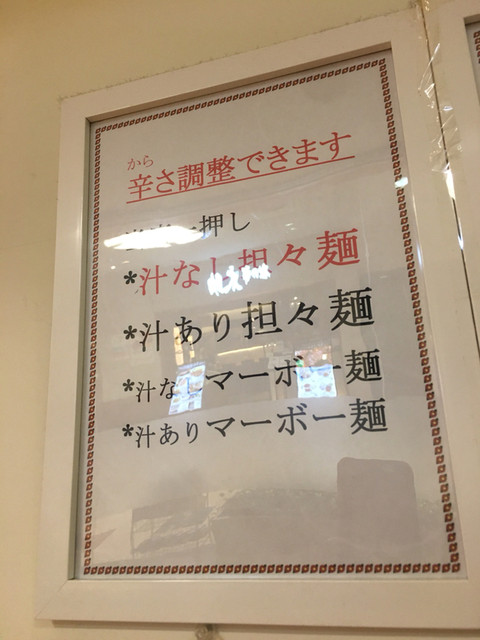 から
辛さ調整できます
一押し
*汁なし担々麺
*汁あり担々麺
*汁なしマーボー麺
*汁ありマーボー麺